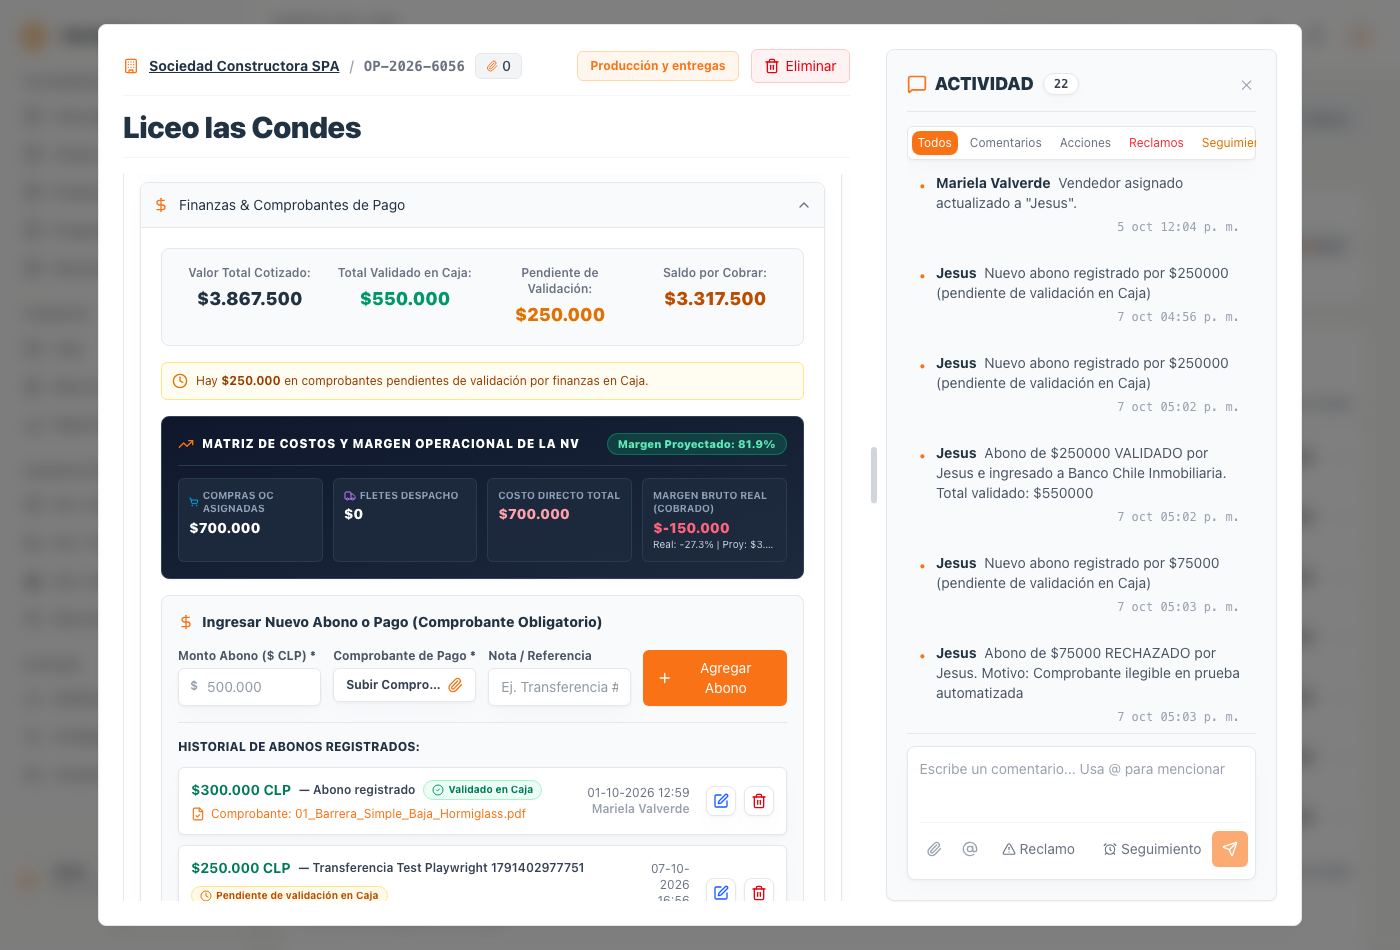 Sociedad Constructora SPA / OP-2026-6056 0
Producción y entregas
Eliminar
Liceo las Condes
Finanzas & Comprobantes de Pago
Valor Total Cotizado:
$3.867.500
Total Validado en Caja:
$550.000
Pendiente de
Validación:
$250.000
Saldo por Cobrar:
$3.317.500
Hay $250.000 en comprobantes pendientes de validación por finanzas en Caja.
MATRIZ DE COSTOS Y MARGEN OPERACIONAL DE LA NV
Margen Proyectado: 81.9%
COMPRAS OC
ASIGNADAS
$700.000
FLETES DESPACHO
$0
COSTO DIRECTO TOTAL
$700.000
MARGEN BRUTO REAL
(COBRADO)
$-150.000
Real: -27.3% | Proy: $3....
Ingresar Nuevo Abono o Pago (Comprobante Obligatorio)
Monto Abono ($ CLP) *
$ 500.000
Comprobante de Pago *
Subir Compro...
Nota / Referencia
Ej. Transferencia #
Agregar
Abono
HISTORIAL DE ABONOS REGISTRADOS:
$300.000 CLP — Abono registrado Validado en Caja
Comprobante: 01_Barrera_Simple_Baja_Hormiglass.pdf
01-10-2026 12:59
Mariela Valverde
$250.000 CLP — Transferencia Test Playwright 1791402977751
Pendiente de validación en Caja
07-10-
2026
16:56
ACTIVIDAD 22
Todos Comentarios Acciones Reclamos Seguimier
Mariela Valverde Vendedor asignado
actualizado a "Jesus".
5 oct 12:04 p. m.
Jesus Nuevo abono registrado por $250000
(pendiente de validación en Caja)
7 oct 04:56 p. m.
Jesus Nuevo abono registrado por $250000
(pendiente de validación en Caja)
7 oct 05:02 p. m.
Jesus Abono de $250000 VALIDADO por
Jesus e ingresado a Banco Chile Inmobiliaria.
Total validado: $550000
7 oct 05:02 p. m.
Jesus Nuevo abono registrado por $75000
(pendiente de validación en Caja)
7 oct 05:03 p. m.
Jesus Abono de $75000 RECHAZADO por
Jesus. Motivo: Comprobante ilegible en prueba
automatizada
7 oct 05:03 p. m.
Escribe un comentario... Usa @ para mencionar
Reclamo
Seguimiento